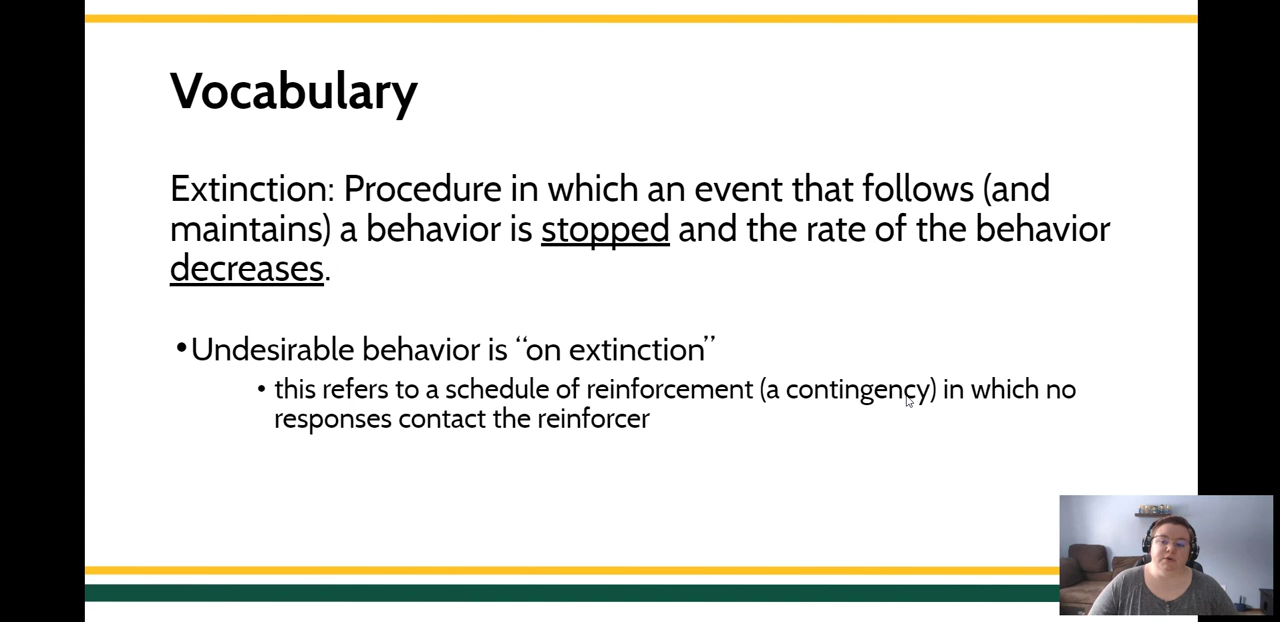 Vocabulary
Extinction: Procedure in which an event that follows (and
maintains) a behavior is stopped and the rate of the behavior
decreases.
•Undesirable behavior is “on extinction”
• this refers to a schedule of reinforcement (a contingency) in which no
responses contact the reinforcer